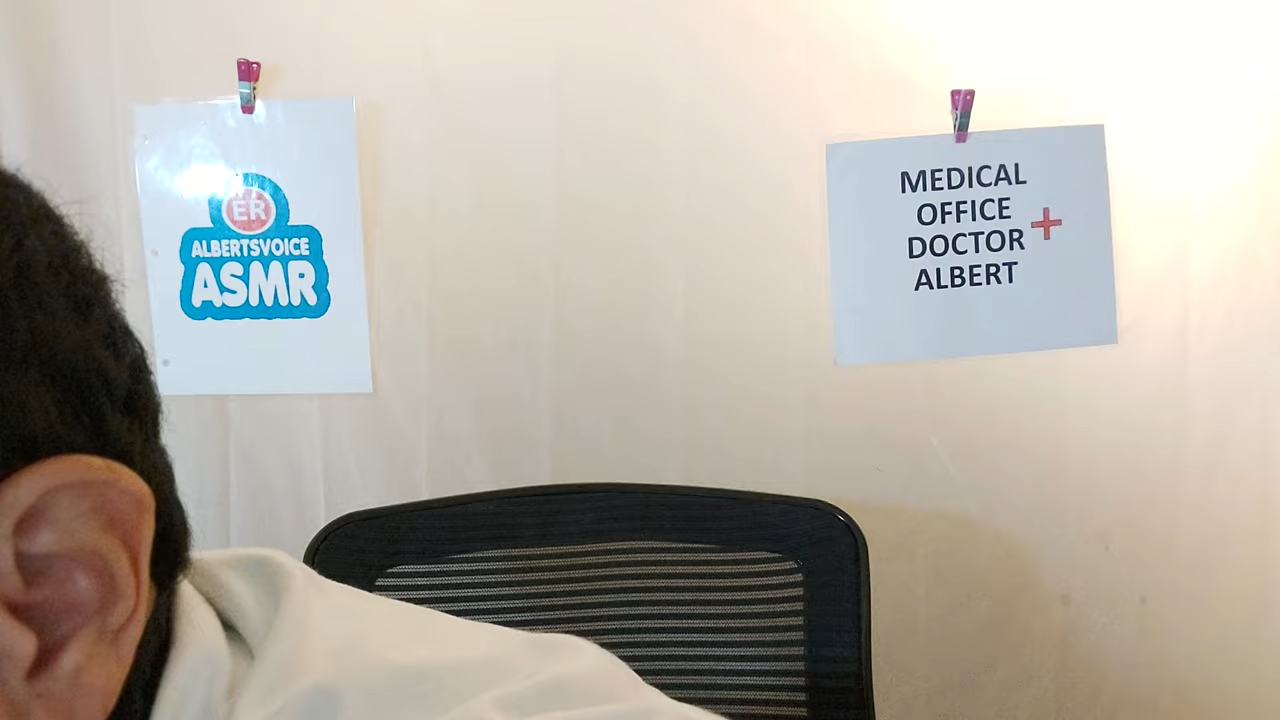 ER
ALBERTSVOICE
ASMR
MEDICAL
OFFICE
DOCTOR
ALBERT